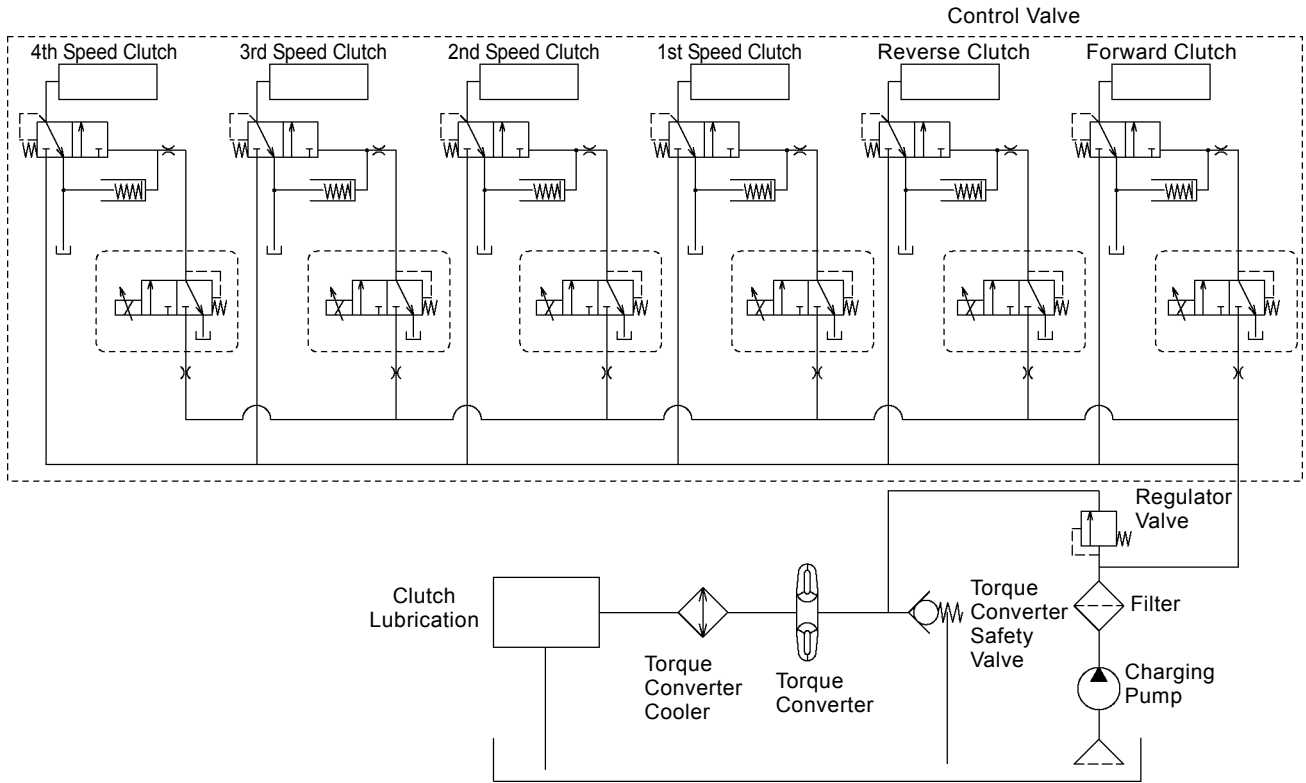 Control Valve
4th Speed Clutch
3rd Speed Clutch
2nd Speed Clutch
1st Speed Clutch
Reverse Clutch
Forward Clutch
Regulator
Valve
Clutch
Lubrication
Torque
Converter
Cooler
Torque
Converter
Torque
Converter
Safety
Valve
Filter
Charging
Pump